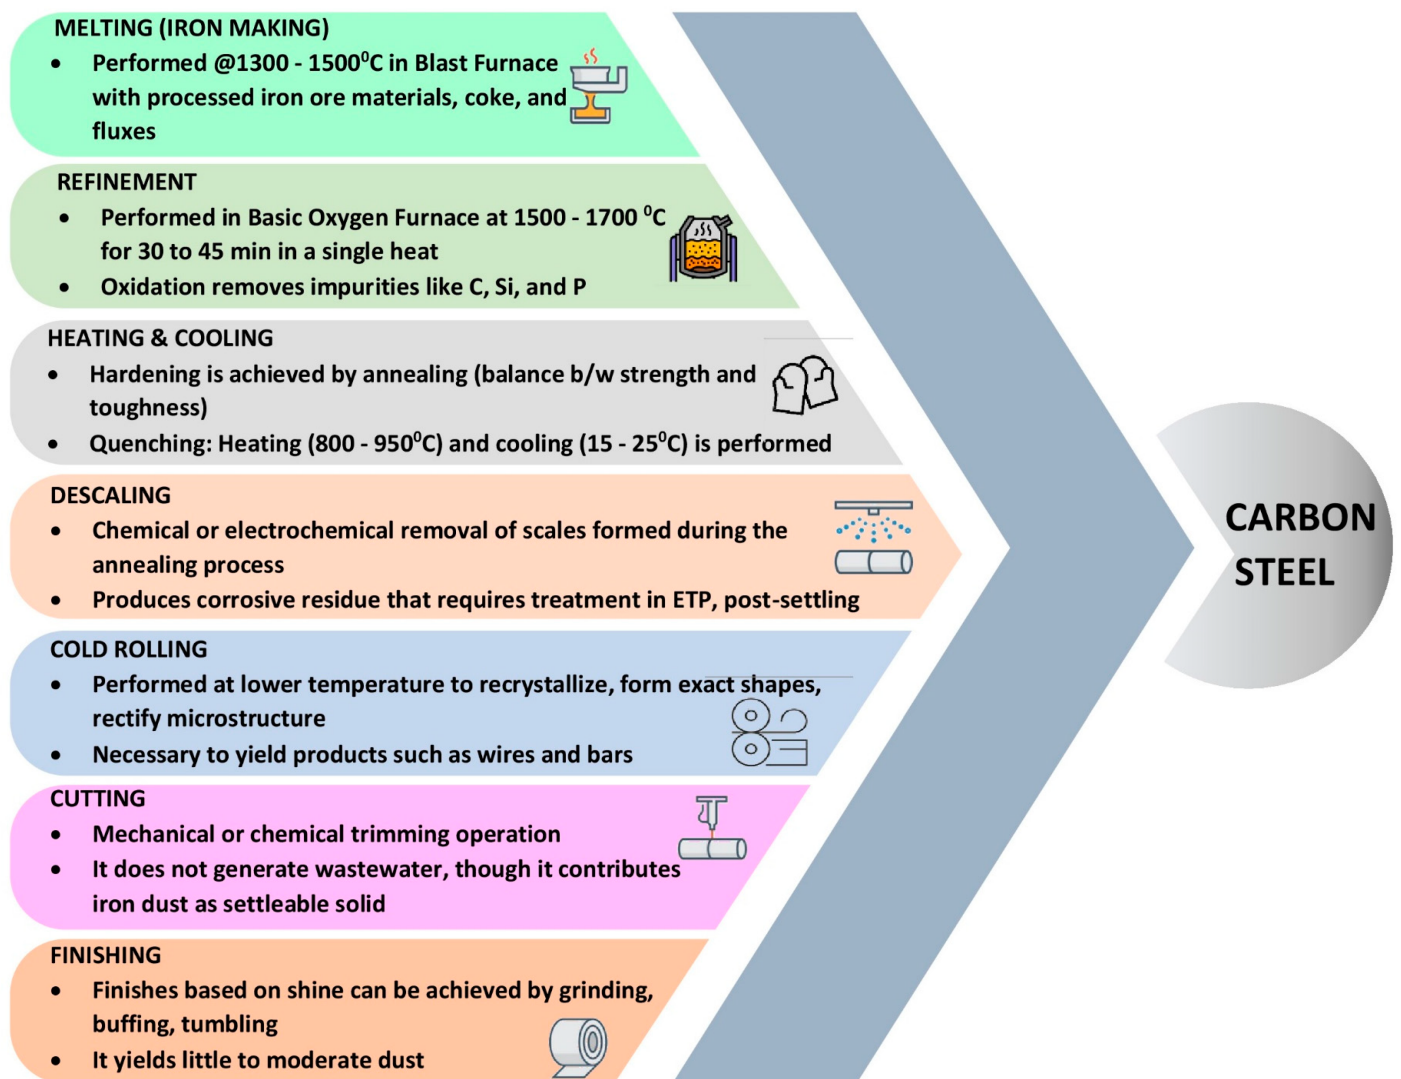 MELTING (IRON MAKING)
• Performed @1300 - 1500⁰C in Blast Furnace
with processed iron ore materials, coke, and
fluxes
REFINEMENT
• Performed in Basic Oxygen Furnace at 1500 - 1700 ⁰C
for 30 to 45 min in a single heat
• Oxidation removes impurities like C, Si, and P
HEATING & COOLING
• Hardening is achieved by annealing (balance b/w strength and
toughness)
• Quenching: Heating (800 - 950⁰C) and cooling (15 - 25⁰C) is performed
DESCALING
• Chemical or electrochemical removal of scales formed during the
annealing process
• Produces corrosive residue that requires treatment in ETP, post-settling
COLD ROLLING
• Performed at lower temperature to recrystallize, form exact shapes,
rectify microstructure
• Necessary to yield products such as wires and bars
CUTTING
• Mechanical or chemical trimming operation
• It does not generate wastewater, though it contributes
iron dust as settleable solid
FINISHING
• Finishes based on shine can be achieved by grinding,
buffing, tumbling
• It yields little to moderate dust
CARBON
STEEL